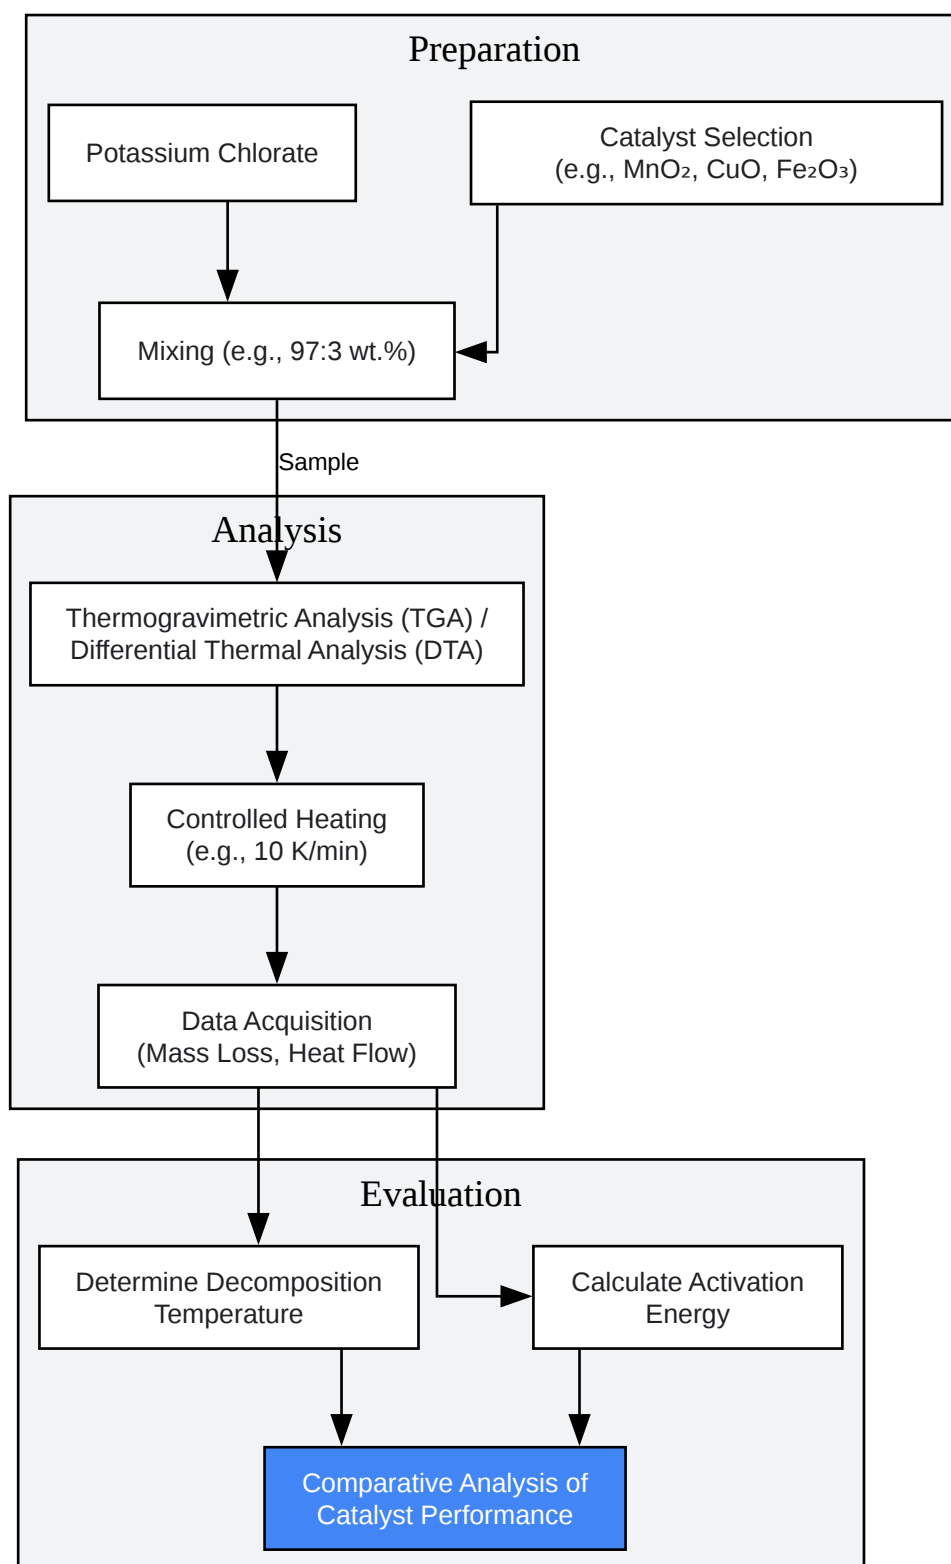 Preparation
Potassium Chlorate
Catalyst Selection
(e.g., MnO₂, CuO, Fe₂O₃)
Mixing (e.g., 97:3 wt.%)
Sample
Analysis
Thermogravimetric Analysis (TGA) /
Differential Thermal Analysis (DTA)
Controlled Heating
(e.g., 10 K/min)
Data Acquisition
(Mass Loss, Heat Flow)
Evaluation
Determine Decomposition
Temperature
Calculate Activation
Energy
Comparative Analysis of
Catalyst Performance